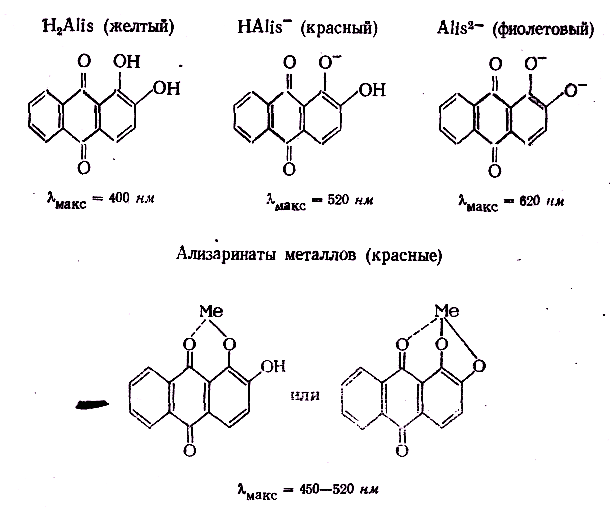 H₂Alis (желтый) HAlis⁻ (красный) Alis²⁻ (фиолетовый)
O OH O O⁻ O O⁻
OH OH O⁻
O O O
λмакс = 400 нм λмакс = 520 нм λмакс = 620 нм
Ализаринаты металлов (красные)
Me Me
O O O O
OH O
или
O O
λмакс = 450—520 нм